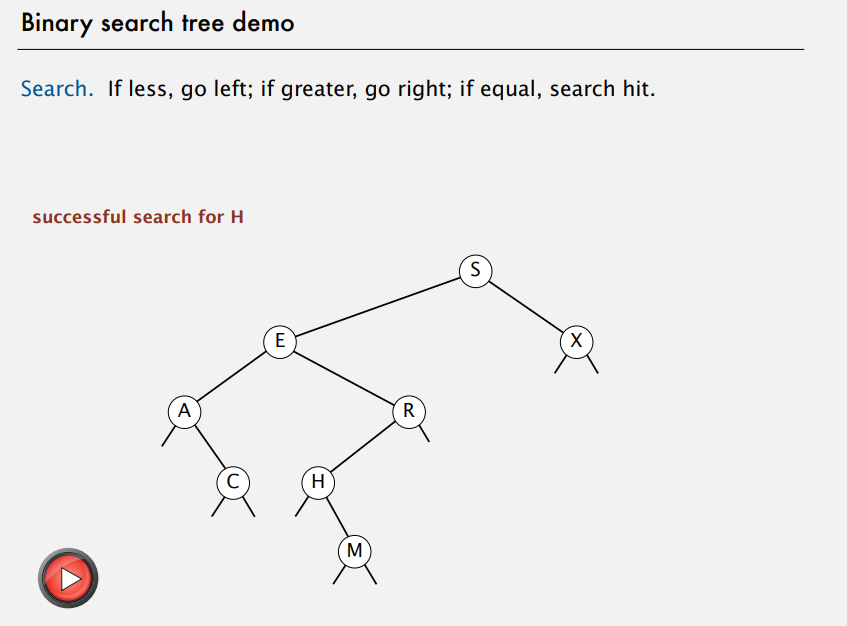 Binary search tree demo
Search. If less, go left; if greater, go right; if equal, search hit.
successful search for H
S
E X
A R
C H
M